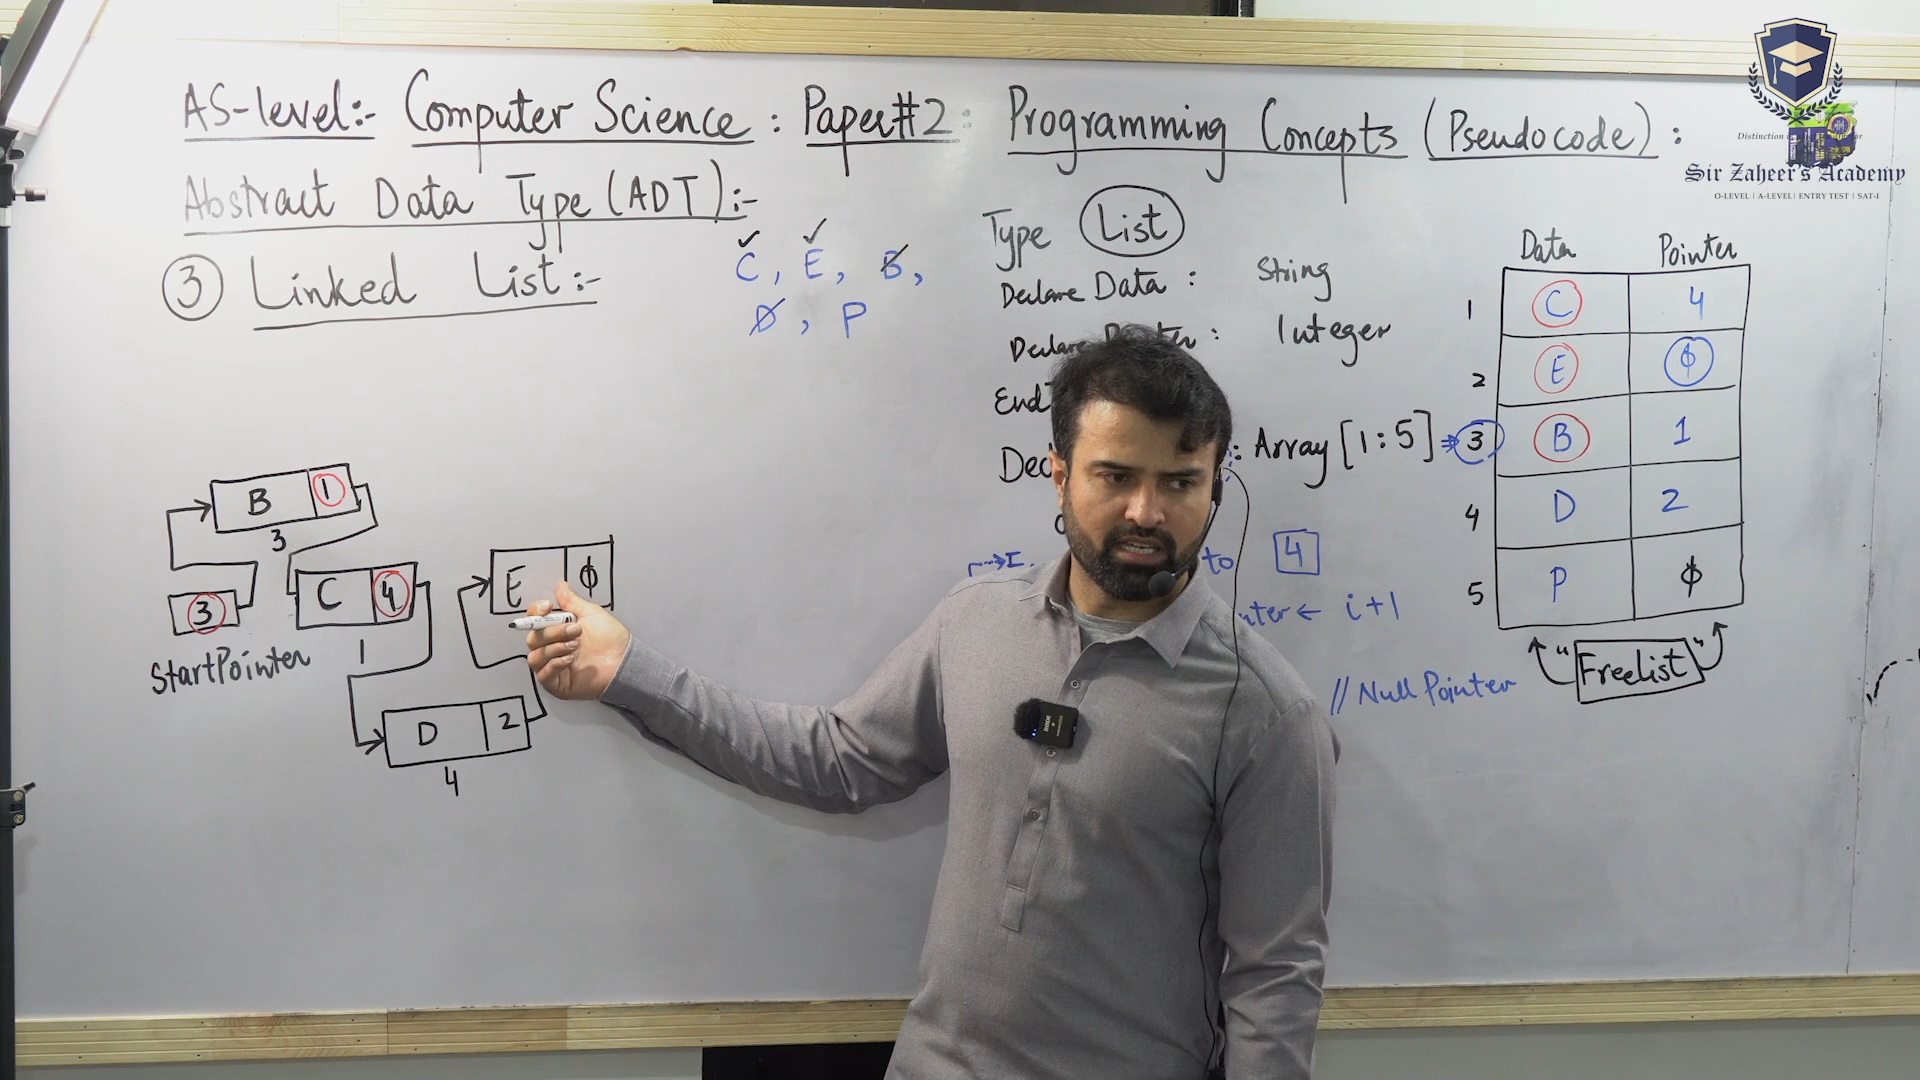 AS-level:- Computer Science : Paper#2 : Programming Concepts (Pseudocode) :
Abstract Data Type (ADT) :-
③ Linked List :-
C, E, B,
D, P
Type List
Declare Data : String
: Integer
: Array [1 : 5] ⇒ 3
to 4
← i + 1
// NullPointer
Data Pointer
1 C 4
2 E φ
B 1
4 D 2
5 P φ
"Freelist"
B 1
3
3
StartPointer
C 4
1
D 2
4
E φ
Sir Zaheer's Academy
O-LEVEL | A-LEVEL | ENTRY TEST | SAT-I